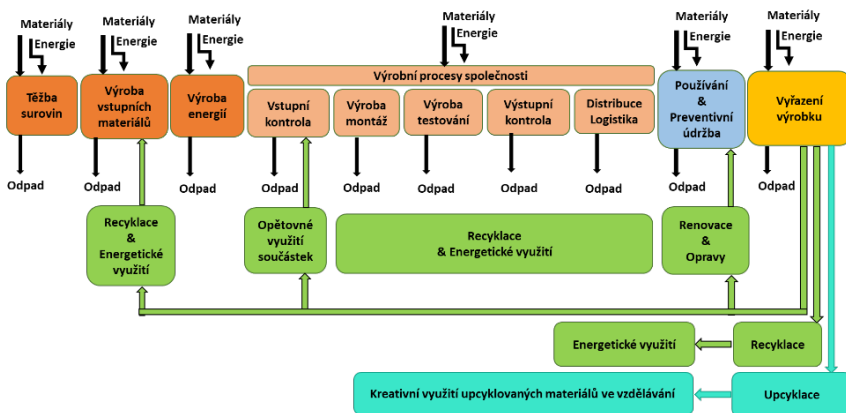 Materiály
Energie
Materiály
Energie
Materiály
Energie
Materiály
Energie
Materiály
Energie
Materiály
Energie
Těžba
surovin
Výroba
vstupních
materiálů
Výroba
energií
Výrobní procesy společnosti
Vstupní
kontrola
Výroba
montáž
Výroba
testování
Výstupní
kontrola
Distribuce
Logistika
Používání
&
Preventivní
údržba
Vyřazení
výrobku
Odpad
Odpad
Odpad
Odpad
Odpad
Odpad
Odpad
Odpad
Odpad
Odpad
Recyklace
&
Energetické
využití
Opětovné
využití
součástek
Recyklace
& Energetické využití
Renovace
&
Opravy
Energetické využití
Recyklace
Kreativní využití upcyklovaných materiálů ve vzdělávání
Upcyklace